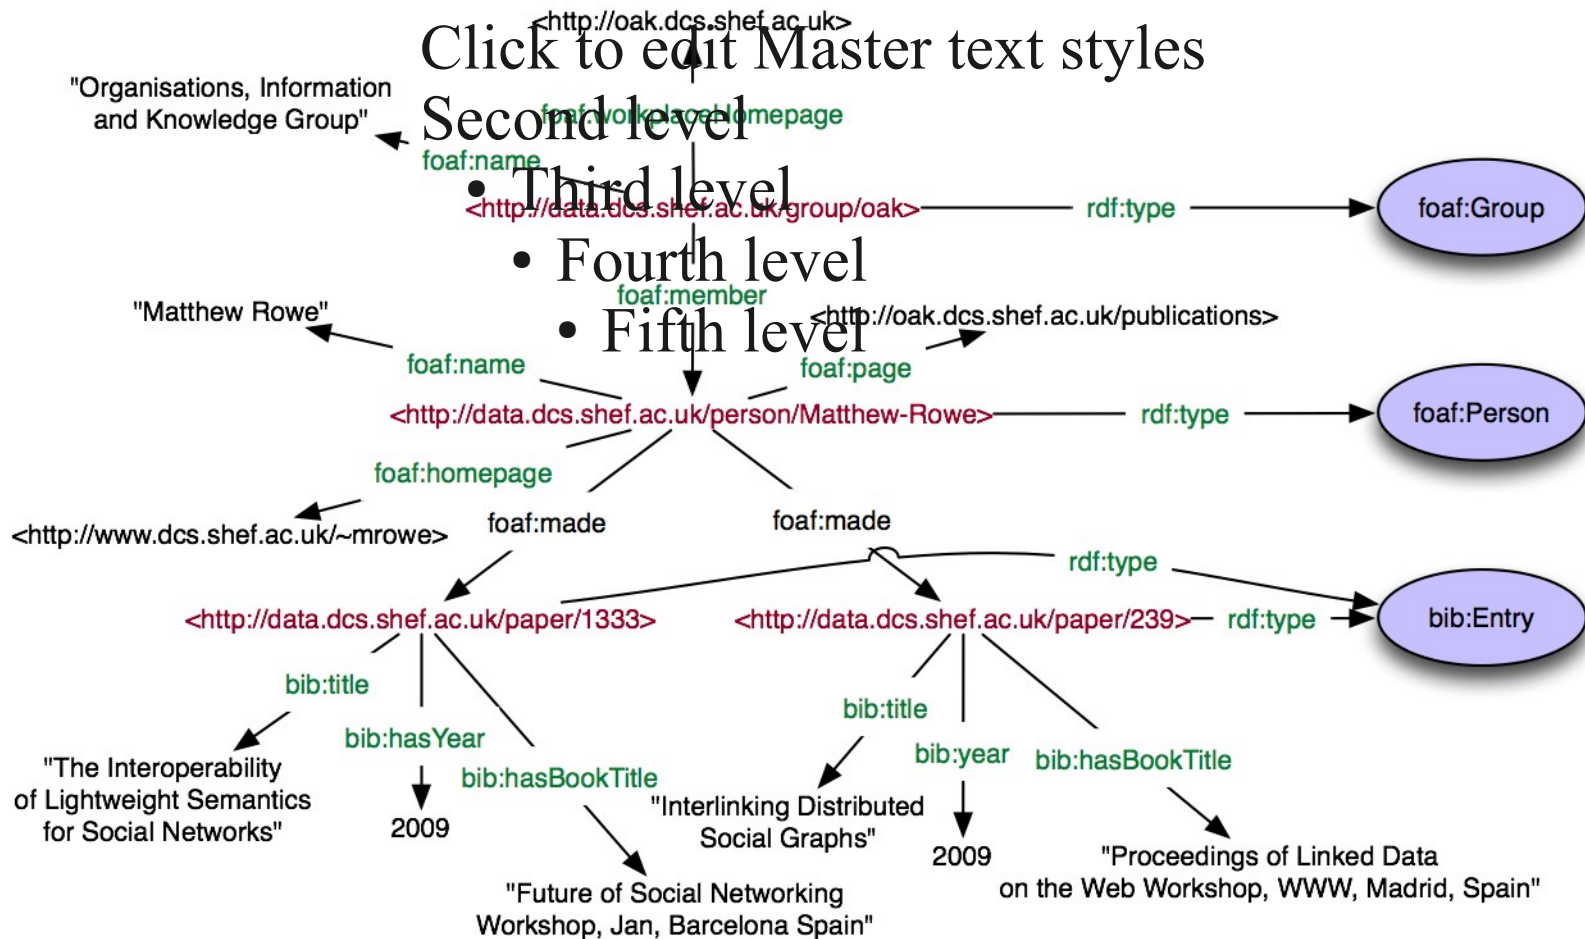 <http://oak.dcs.shef.ac.uk>
Click to edit Master text styles
"Organisations, Information
and Knowledge Group"
foaf:workplaceHomepage
Second level
foaf:name
• Third level
<http://data.dcs.shef.ac.uk/group/oak>
rdf:type
foaf:Group
• Fourth level
foaf:member
"Matthew Rowe"
<http://oak.dcs.shef.ac.uk/publications>
• Fifth level
foaf:name
foaf:page
<http://data.dcs.shef.ac.uk/person/Matthew-Rowe>
rdf:type
foaf:Person
foaf:homepage
<http://www.dcs.shef.ac.uk/~mrowe>
foaf:made
foaf:made
rdf:type
<http://data.dcs.shef.ac.uk/paper/1333>
<http://data.dcs.shef.ac.uk/paper/239>
rdf:type
bib:Entry
bib:title
bib:hasYear
bib:hasBookTitle
"The Interoperability
of Lightweight Semantics
for Social Networks"
2009
"Future of Social Networking
Workshop, Jan, Barcelona Spain"
bib:title
bib:year
bib:hasBookTitle
"Interlinking Distributed
Social Graphs"
2009
"Proceedings of Linked Data
on the Web Workshop, WWW, Madrid, Spain"